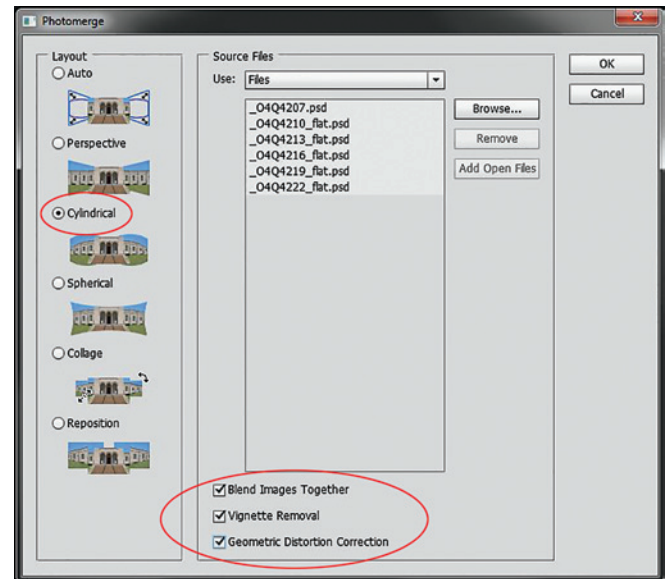 Photomerge
Layout
Auto
Perspective
Cylindrical
Spherical
Collage
Reposition
Source Files
Use: Files
_O4Q4207.psd
_O4Q4210_flat.psd
_O4Q4213_flat.psd
_O4Q4216_flat.psd
_O4Q4219_flat.psd
_O4Q4222_flat.psd
Browse...
Remove
Add Open Files
Blend Images Together
Vignette Removal
Geometric Distortion Correction
OK
Cancel